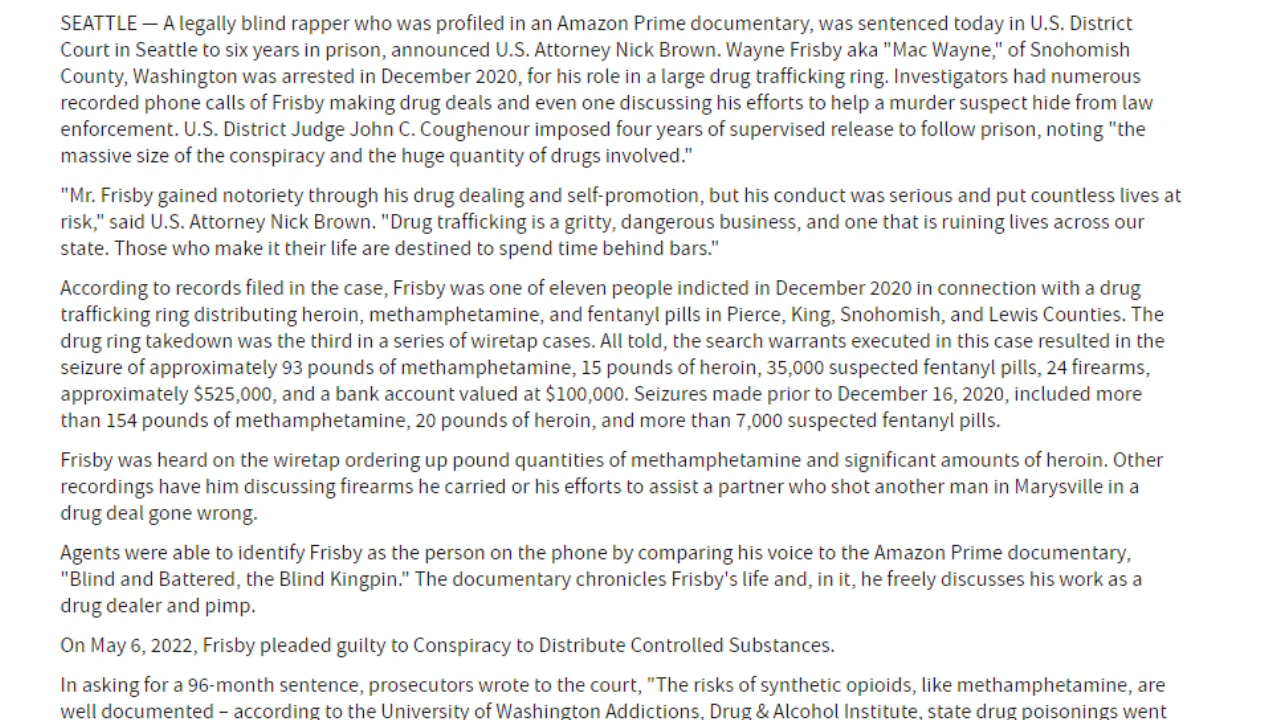 SEATTLE — A legally blind rapper who was profiled in an Amazon Prime documentary, was sentenced today in U.S. District
Court in Seattle to six years in prison, announced U.S. Attorney Nick Brown. Wayne Frisby aka "Mac Wayne," of Snohomish
County, Washington was arrested in December 2020, for his role in a large drug trafficking ring. Investigators had numerous
recorded phone calls of Frisby making drug deals and even one discussing his efforts to help a murder suspect hide from law
enforcement. U.S. District Judge John C. Coughenour imposed four years of supervised release to follow prison, noting "the
massive size of the conspiracy and the huge quantity of drugs involved."
"Mr. Frisby gained notoriety through his drug dealing and self-promotion, but his conduct was serious and put countless lives at
risk," said U.S. Attorney Nick Brown. "Drug trafficking is a gritty, dangerous business, and one that is ruining lives across our
state. Those who make it their life are destined to spend time behind bars."
According to records filed in the case, Frisby was one of eleven people indicted in December 2020 in connection with a drug
trafficking ring distributing heroin, methamphetamine, and fentanyl pills in Pierce, King, Snohomish, and Lewis Counties. The
drug ring takedown was the third in a series of wiretap cases. All told, the search warrants executed in this case resulted in the
seizure of approximately 93 pounds of methamphetamine, 15 pounds of heroin, 35,000 suspected fentanyl pills, 24 firearms,
approximately $525,000, and a bank account valued at $100,000. Seizures made prior to December 16, 2020, included more
than 154 pounds of methamphetamine, 20 pounds of heroin, and more than 7,000 suspected fentanyl pills.
Frisby was heard on the wiretap ordering up pound quantities of methamphetamine and significant amounts of heroin. Other
recordings have him discussing firearms he carried or his efforts to assist a partner who shot another man in Marysville in a
drug deal gone wrong.
Agents were able to identify Frisby as the person on the phone by comparing his voice to the Amazon Prime documentary,
"Blind and Battered, the Blind Kingpin." The documentary chronicles Frisby's life and, in it, he freely discusses his work as a
drug dealer and pimp.
On May 6, 2022, Frisby pleaded guilty to Conspiracy to Distribute Controlled Substances.
In asking for a 96-month sentence, prosecutors wrote to the court, "The risks of synthetic opioids, like methamphetamine, are
well documented – according to the University of Washington Addictions, Drug & Alcohol Institute, state drug poisonings went